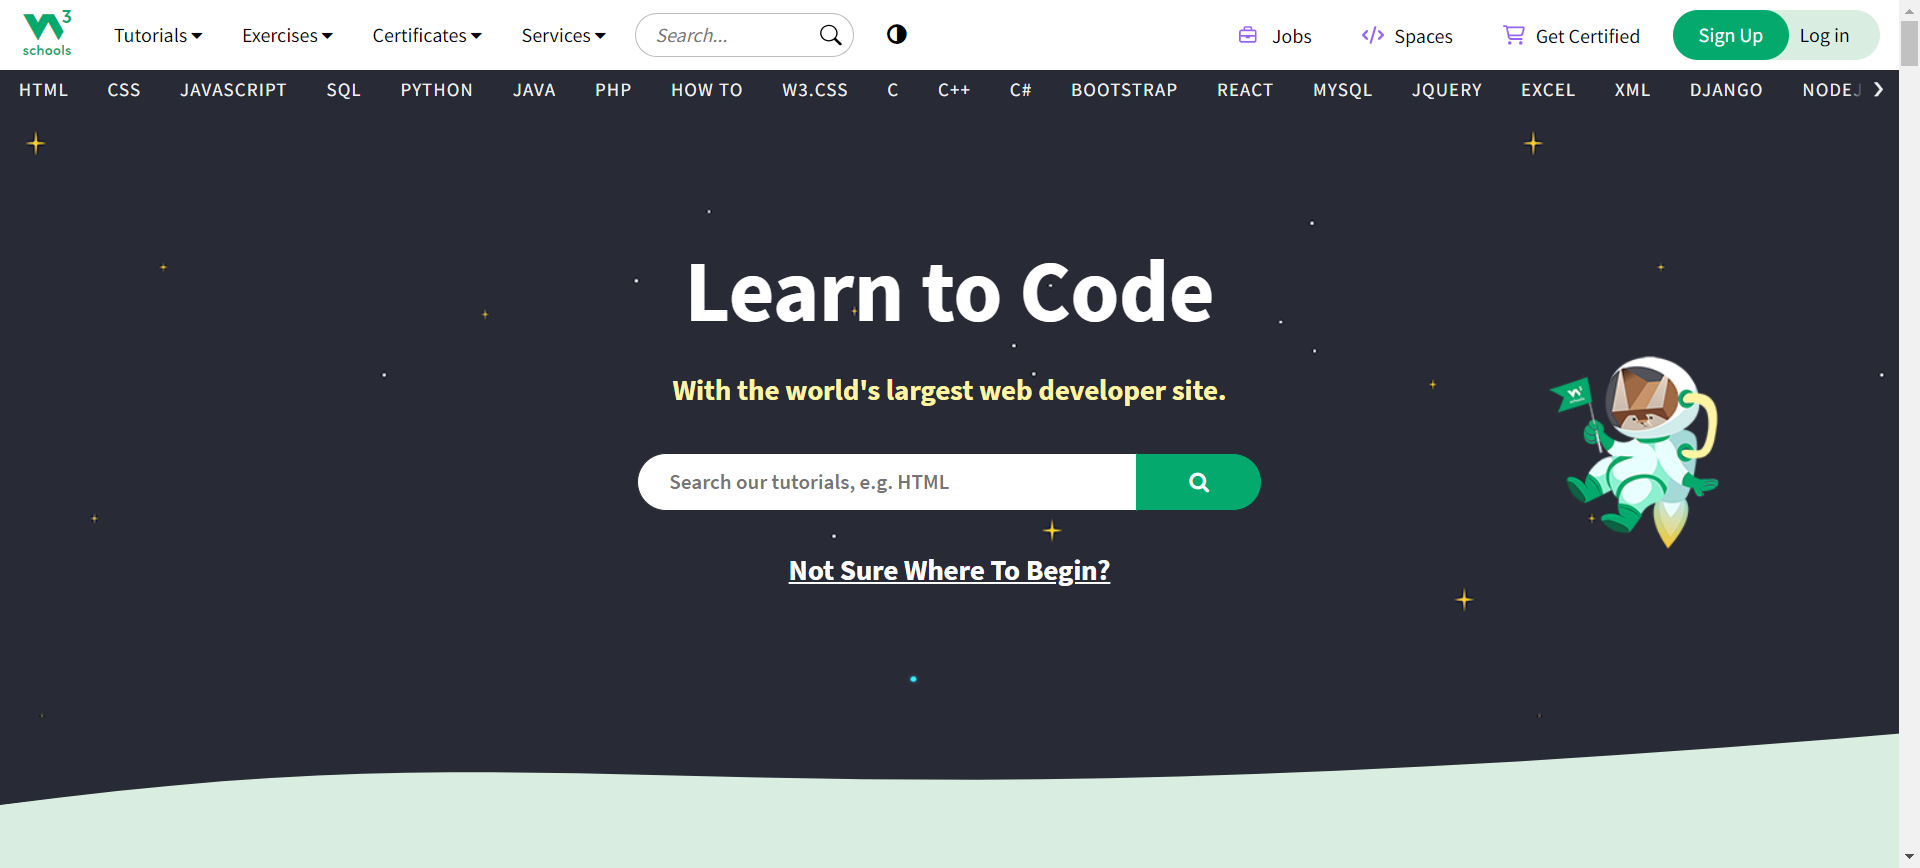 W3 schools
Tutorials Exercises Certificates Services Search... Jobs Spaces Get Certified Sign Up Log in
HTML CSS JAVASCRIPT SQL PYTHON JAVA PHP HOW TO W3.CSS C C++ C# BOOTSTRAP REACT MYSQL JQUERY EXCEL XML DJANGO NODEJ
Learn to Code
With the world's largest web developer site.
Search our tutorials, e.g. HTML
Not Sure Where To Begin?